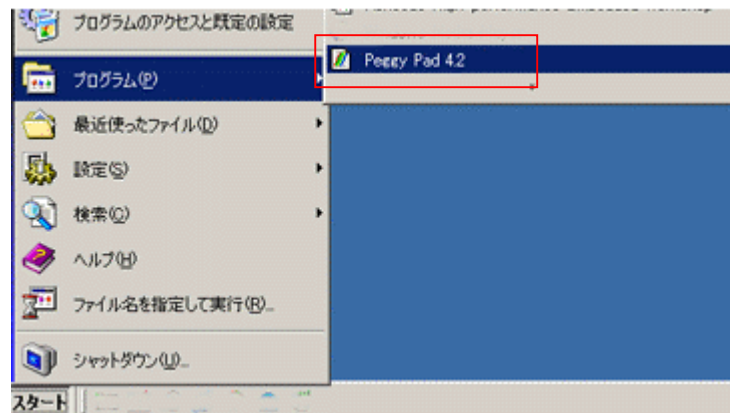 プログラムのアクセスと既定の設定
プログラム(P)
Peggy Pad 4.2
最近使ったファイル(D)
設定(S)
検索(C)
ヘルプ(H)
ファイル名を指定して実行(R)...
シャットダウン(U)...
スタート